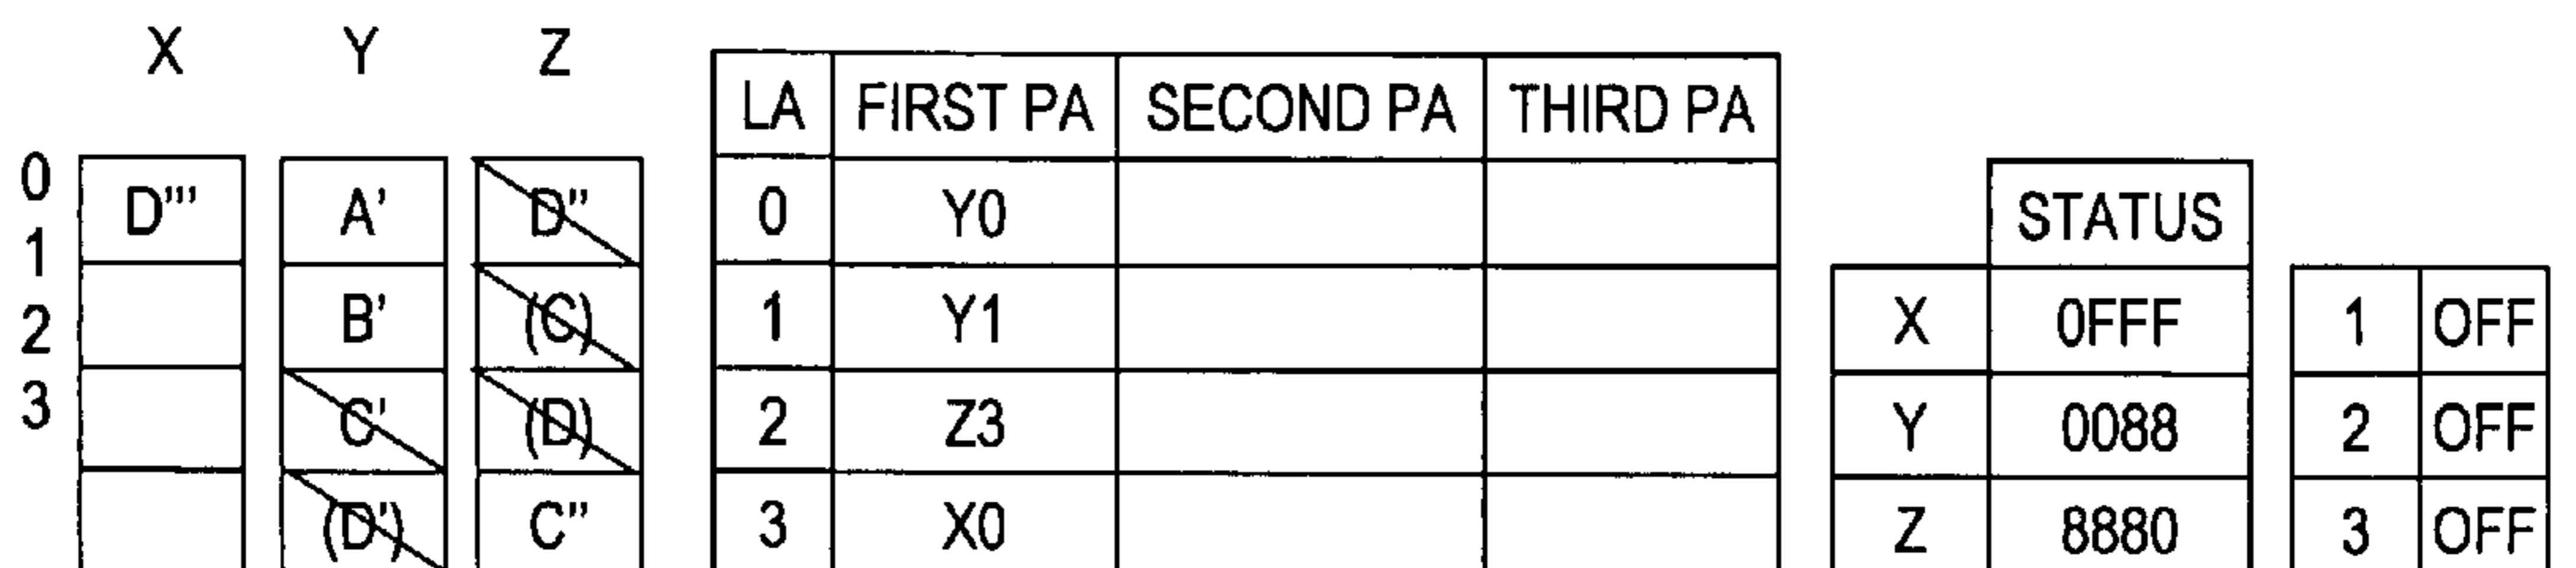 X Y Z
LA FIRST PA SECOND PA THIRD PA
0 D''' A' D'' 0 Y0 STATUS
1 B' (C) 1 Y1 X 0FFF 1 OFF
2 C' (D) 2 Z3 Y 0088 2 OFF
3 (D') C'' 3 X0 Z 8880 3 OFF